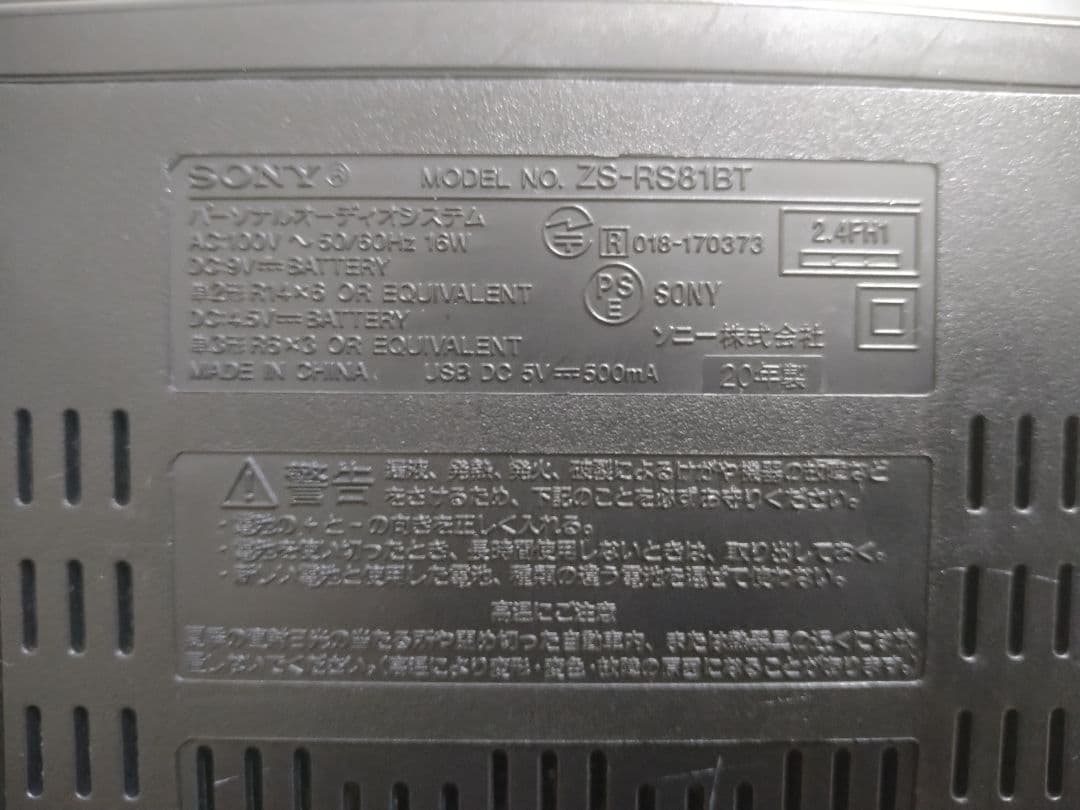 SONY® MODEL NO. ZS-RS81BT
パーソナルオーディオシステム
AC 100V ～ 50/60Hz 16W
R 018-170373
2.4FH1
DC 9V⎓BATTERY
単2形 R14×6 OR EQUIVALENT
PSE SONY
DC 4.5V⎓BATTERY
単3形 R6×3 OR EQUIVALENT
ソニー株式会社
MADE IN CHINA USB DC 5V⎓500mA 20年製
警告
液漏、発熱、発火、破裂によるけがや機器の故障など
をさけるため、下記のことを必ずお守りください。
・電池の+と-の向きを正しく入れる。
・電池を使い切ったとき、長時間使用しないときは、取り出しておく。
・新しい電池と使用した電池、種類の違う電池を混ぜて使わない。
高温にご注意
夏季の直射日光の当たる所や閉め切った自動車内、または熱器具の近くには放
置しないでください。(高温により変形・変色・故障の原因になることがあります。)